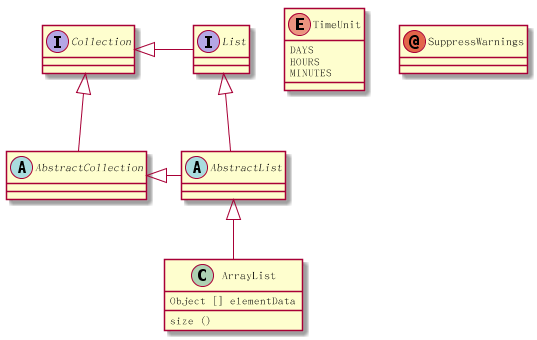 I Collection
I List
E TimeUnit
DAYS
HOURS
MINUTES
@ SuppressWarnings
A AbstractCollection
A AbstractList
C ArrayList
Object [] elementData
size ()